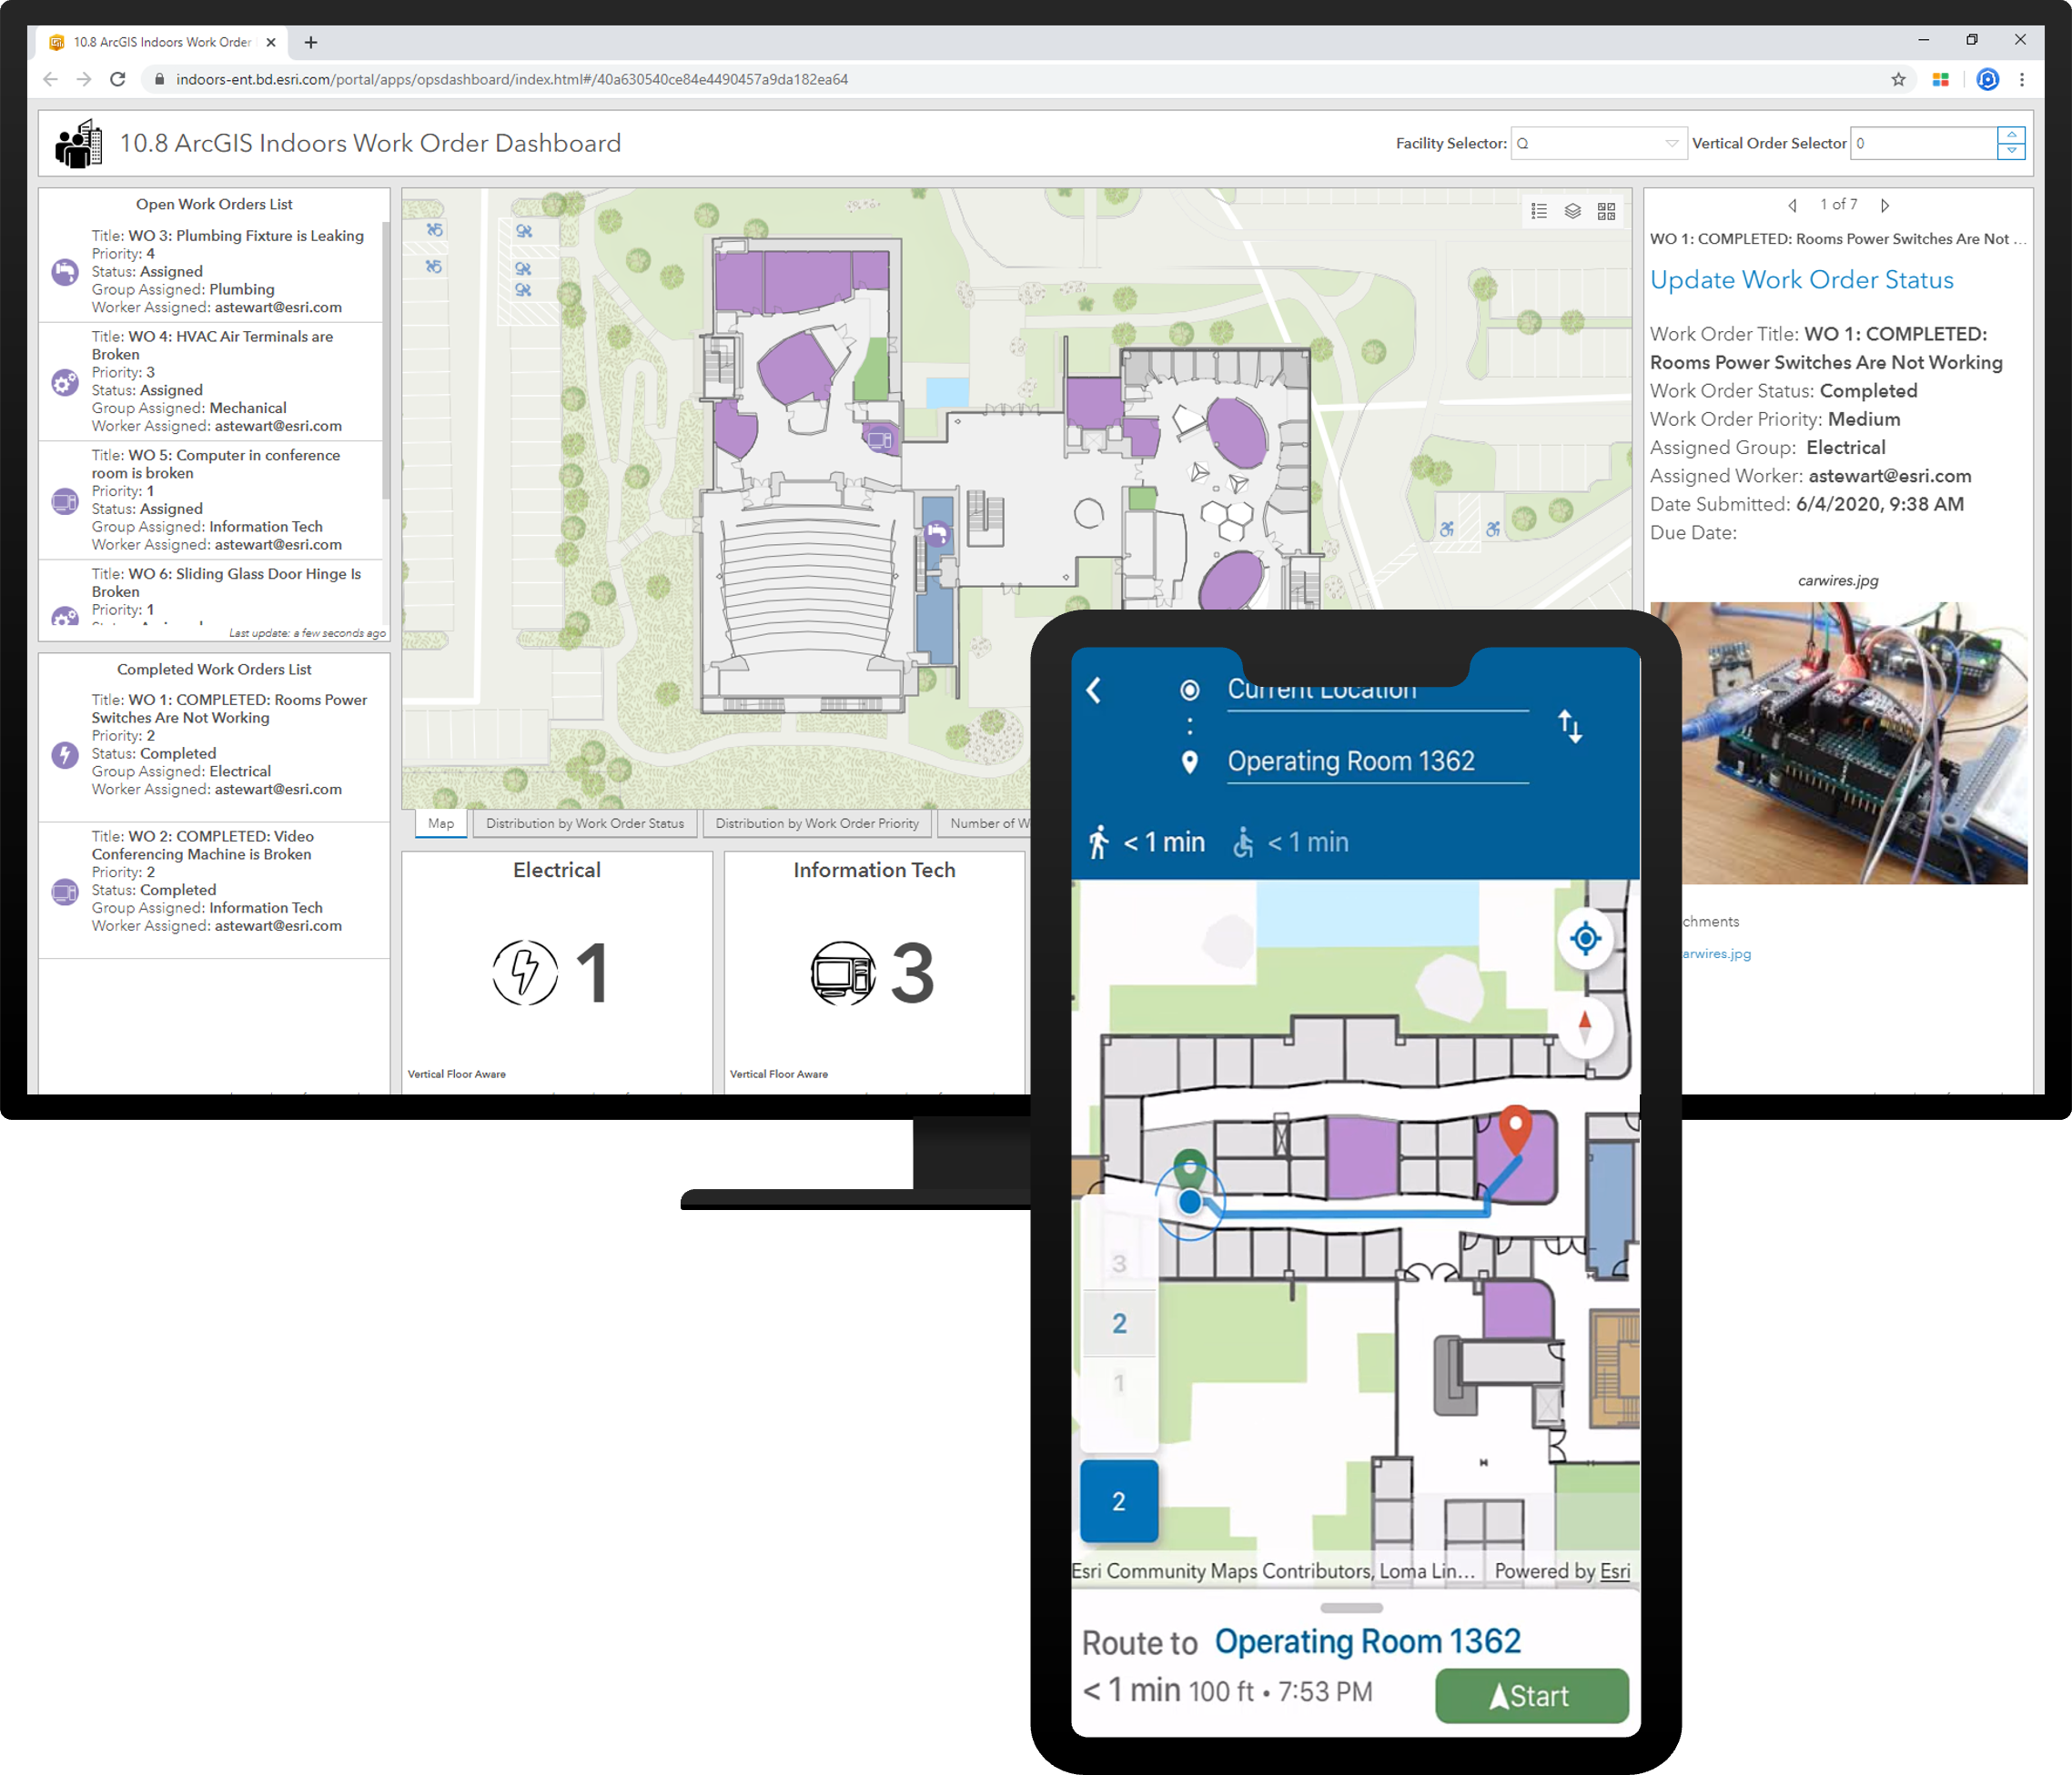 10.8 ArcGIS Indoors Work Order
indoors-ent.bd.esri.com/portal/apps/opsdashboard/index.html#/40a630540ce84e4490457a9da182ea64
10.8 ArcGIS Indoors Work Order Dashboard
Facility Selector:
Vertical Order Selector
0
Open Work Orders List
Title: WO 3: Plumbing Fixture is Leaking
Priority: 4
Status: Assigned
Group Assigned: Plumbing
Worker Assigned: astewart@esri.com
Title: WO 4: HVAC Air Terminals are
Broken
Priority: 3
Status: Assigned
Group Assigned: Mechanical
Worker Assigned: astewart@esri.com
Title: WO 5: Computer in conference
room is broken
Priority: 1
Status: Assigned
Group Assigned: Information Tech
Worker Assigned: astewart@esri.com
Title: WO 6: Sliding Glass Door Hinge Is
Broken
Priority: 1
Last update: a few seconds ago
Completed Work Orders List
Title: WO 1: COMPLETED: Rooms Power
Switches Are Not Working
Priority: 2
Status: Completed
Group Assigned: Electrical
Worker Assigned: astewart@esri.com
Title: WO 2: COMPLETED: Video
Conferencing Machine is Broken
Priority: 2
Status: Completed
Group Assigned: Information Tech
Worker Assigned: astewart@esri.com
Map
Distribution by Work Order Status
Distribution by Work Order Priority
Number of W
Electrical
1
Vertical Floor Aware
Information Tech
3
Vertical Floor Aware
1 of 7
WO 1: COMPLETED: Rooms Power Switches Are Not ...
Update Work Order Status
Work Order Title: WO 1: COMPLETED:
Rooms Power Switches Are Not Working
Work Order Status: Completed
Work Order Priority: Medium
Assigned Group: Electrical
Assigned Worker: astewart@esri.com
Date Submitted: 6/4/2020, 9:38 AM
Due Date:
carwires.jpg
chments
arwires.jpg
Current Location
Operating Room 1362
< 1 min
< 1 min
3
2
1
2
Esri Community Maps Contributors, Loma Lin... Powered by Esri
Route to Operating Room 1362
< 1 min 100 ft • 7:53 PM
Start